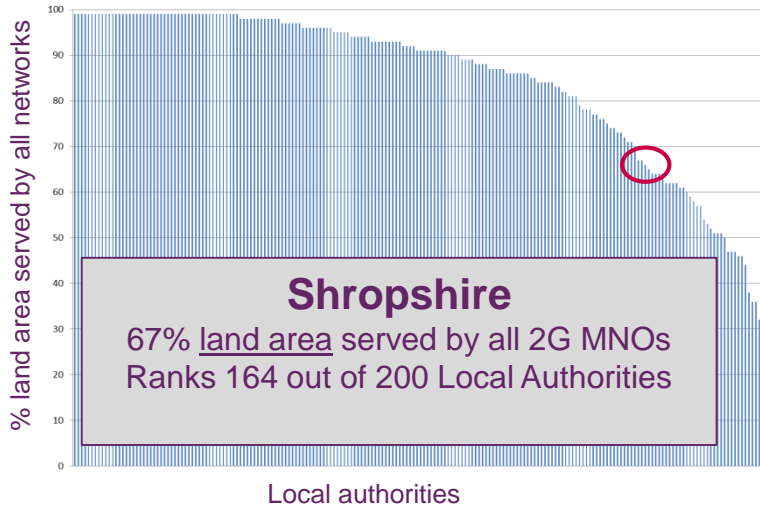 % land area served by all networks
100
90
80
70
60
50
40
30
20
10
0
Shropshire
67% land area served by all 2G MNOs
Ranks 164 out of 200 Local Authorities
Local authorities